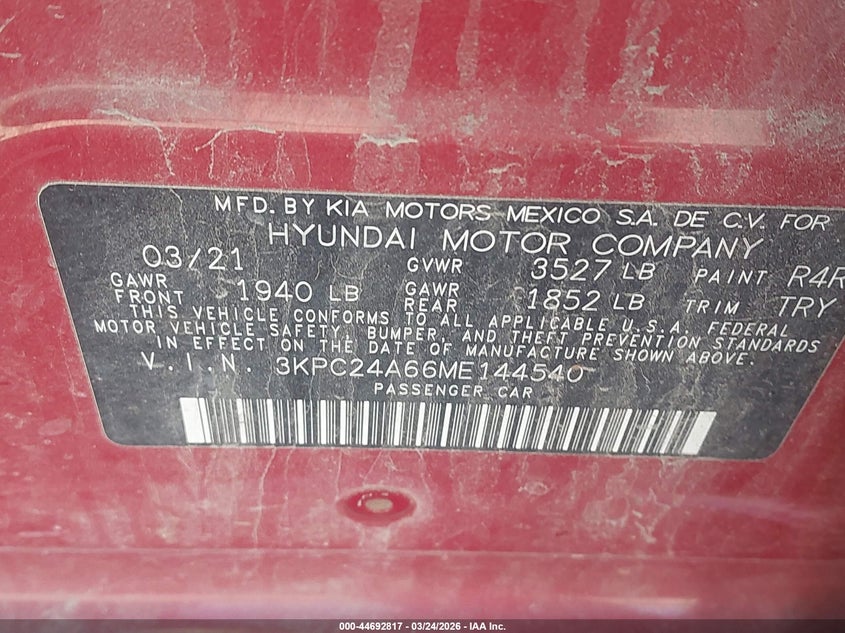 MFD. BY KIA MOTORS MEXICO S.A. DE C.V. FOR
HYUNDAI MOTOR COMPANY
03/21 GVWR 3527 LB PAINT R4R
GAWR FRONT 1940 LB GAWR REAR 1852 LB TRIM TRY
THIS VEHICLE CONFORMS TO ALL APPLICABLE U.S.A. FEDERAL
MOTOR VEHICLE SAFETY, BUMPER, AND THEFT PREVENTION STANDARDS
IN EFFECT ON THE DATE OF MANUFACTURE SHOWN ABOVE.
V.I.N. 3KPC24A66ME144540
PASSENGER CAR
000-44692817 - 03/24/2026 - IAA Inc.